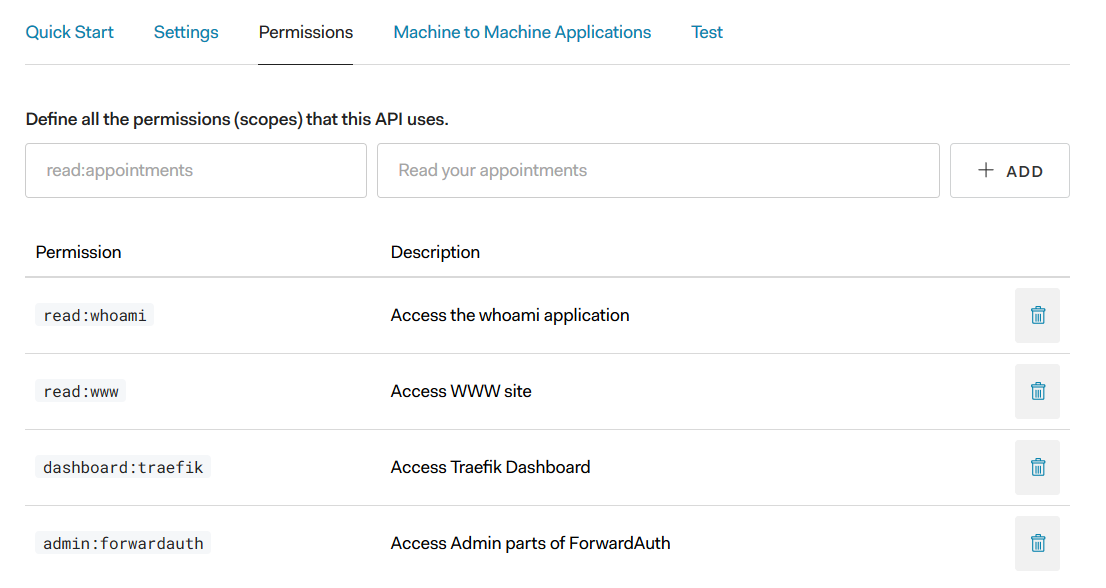 Quick Start Settings Permissions Machine to Machine Applications Test
Define all the permissions (scopes) that this API uses.
read:appointments Read your appointments + ADD
Permission Description
read:whoami Access the whoami application
read:www Access WWW site
dashboard:traefik Access Traefik Dashboard
admin:forwardauth Access Admin parts of ForwardAuth